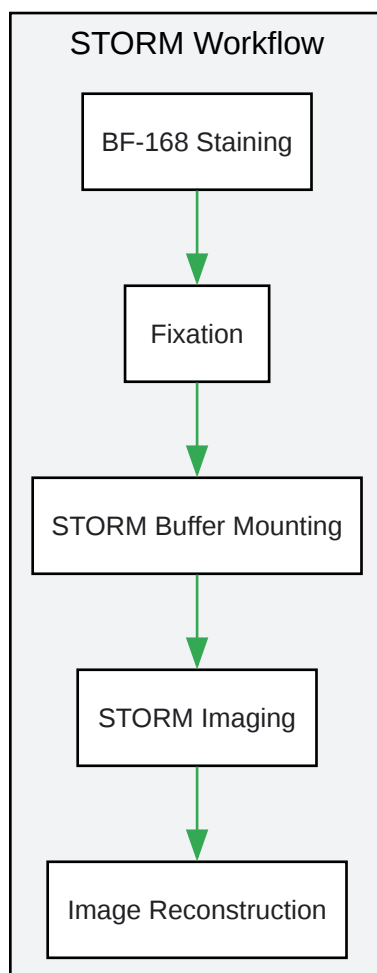 STORM Workflow
BF-168 Staining
Fixation
STORM Buffer Mounting
STORM Imaging
Image Reconstruction